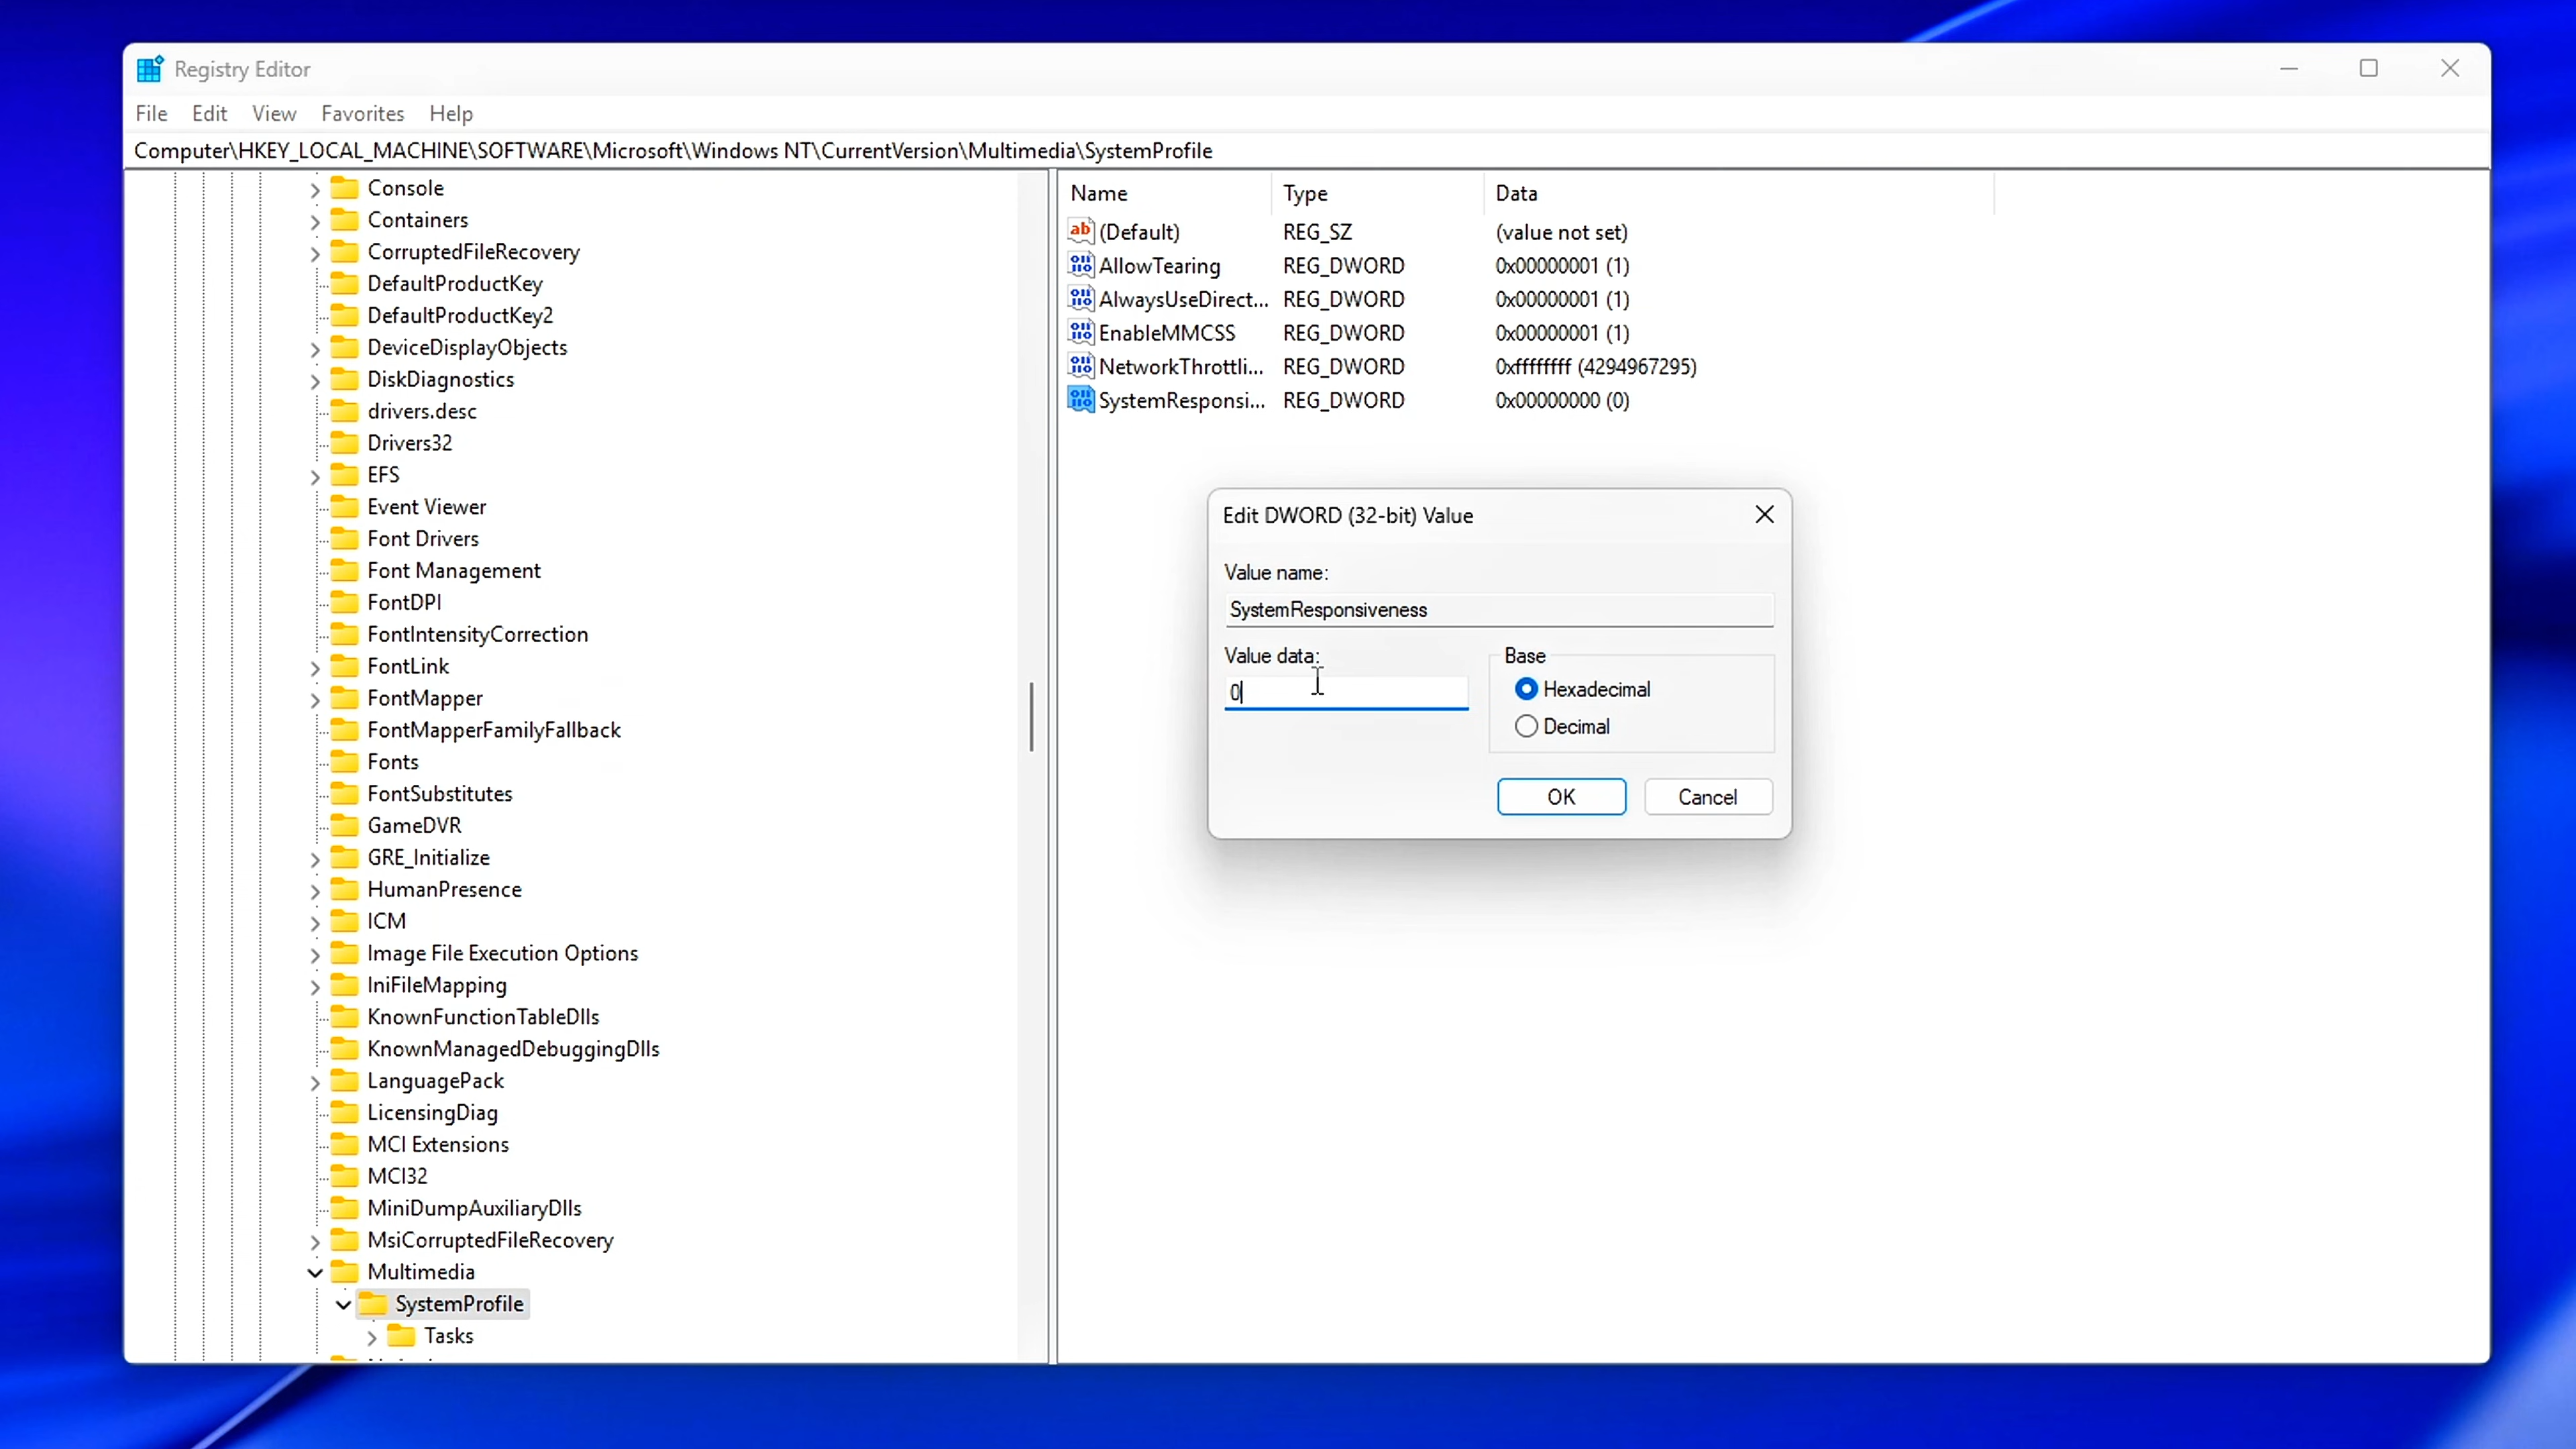 Registry Editor
File Edit View Favorites Help
Computer\HKEY_LOCAL_MACHINE\SOFTWARE\Microsoft\Windows NT\CurrentVersion\Multimedia\SystemProfile
Console
Containers
CorruptedFileRecovery
DefaultProductKey
DefaultProductKey2
DeviceDisplayObjects
DiskDiagnostics
drivers.desc
Drivers32
EFS
Event Viewer
Font Drivers
Font Management
FontDPI
FontIntensityCorrection
FontLink
FontMapper
FontMapperFamilyFallback
Fonts
FontSubstitutes
GameDVR
GRE_Initialize
HumanPresence
ICM
Image File Execution Options
IniFileMapping
KnownFunctionTableDlls
KnownManagedDebuggingDlls
LanguagePack
LicensingDiag
MCI Extensions
MCI32
MiniDumpAuxiliaryDlls
MsiCorruptedFileRecovery
Multimedia
SystemProfile
Tasks
Name Type Data
(Default) REG_SZ (value not set)
AllowTearing REG_DWORD 0x00000001 (1)
AlwaysUseDirect... REG_DWORD 0x00000001 (1)
EnableMMCSS REG_DWORD 0x00000001 (1)
NetworkThrottli... REG_DWORD 0xffffffff (4294967295)
SystemResponsi... REG_DWORD 0x00000000 (0)
Edit DWORD (32-bit) Value
Value name:
SystemResponsiveness
Value data:
0
Base
Hexadecimal
Decimal
OK Cancel